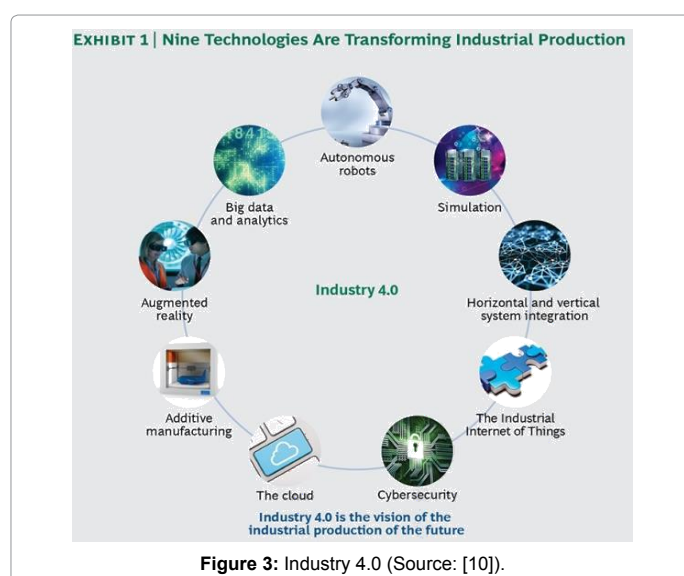 EXHIBIT 1 | Nine Technologies Are Transforming Industrial Production
Autonomous
robots
Simulation
Horizontal and vertical
system integration
The Industrial
Internet of Things
Cybersecurity
The cloud
Additive
manufacturing
Augmented
reality
Big data
and analytics
Industry 4.0
Industry 4.0 is the vision of the
industrial production of the future
Figure 3: Industry 4.0 (Source: [10]).